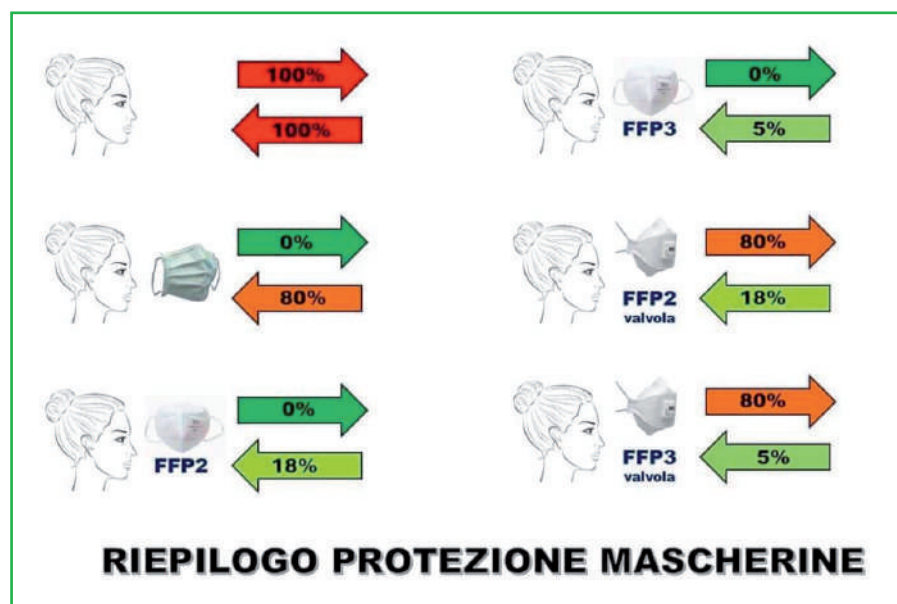 100%
100%
0%
80%
FFP2
0%
18%
FFP3
0%
5%
FFP2
valvola
80%
18%
FFP3
valvola
80%
5%
RIEPILOGO PROTEZIONE MASCHERINE